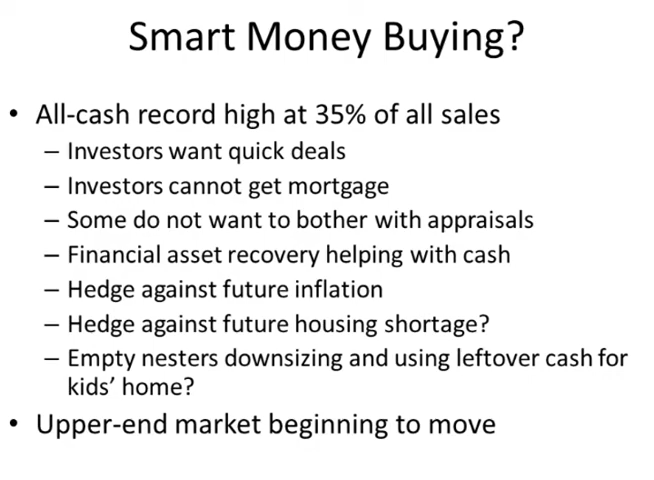 Smart Money Buying?
• All-cash record high at 35% of all sales
– Investors want quick deals
– Investors cannot get mortgage
– Some do not want to bother with appraisals
– Financial asset recovery helping with cash
– Hedge against future inflation
– Hedge against future housing shortage?
– Empty nesters downsizing and using leftover cash for
kids’ home?
• Upper-end market beginning to move